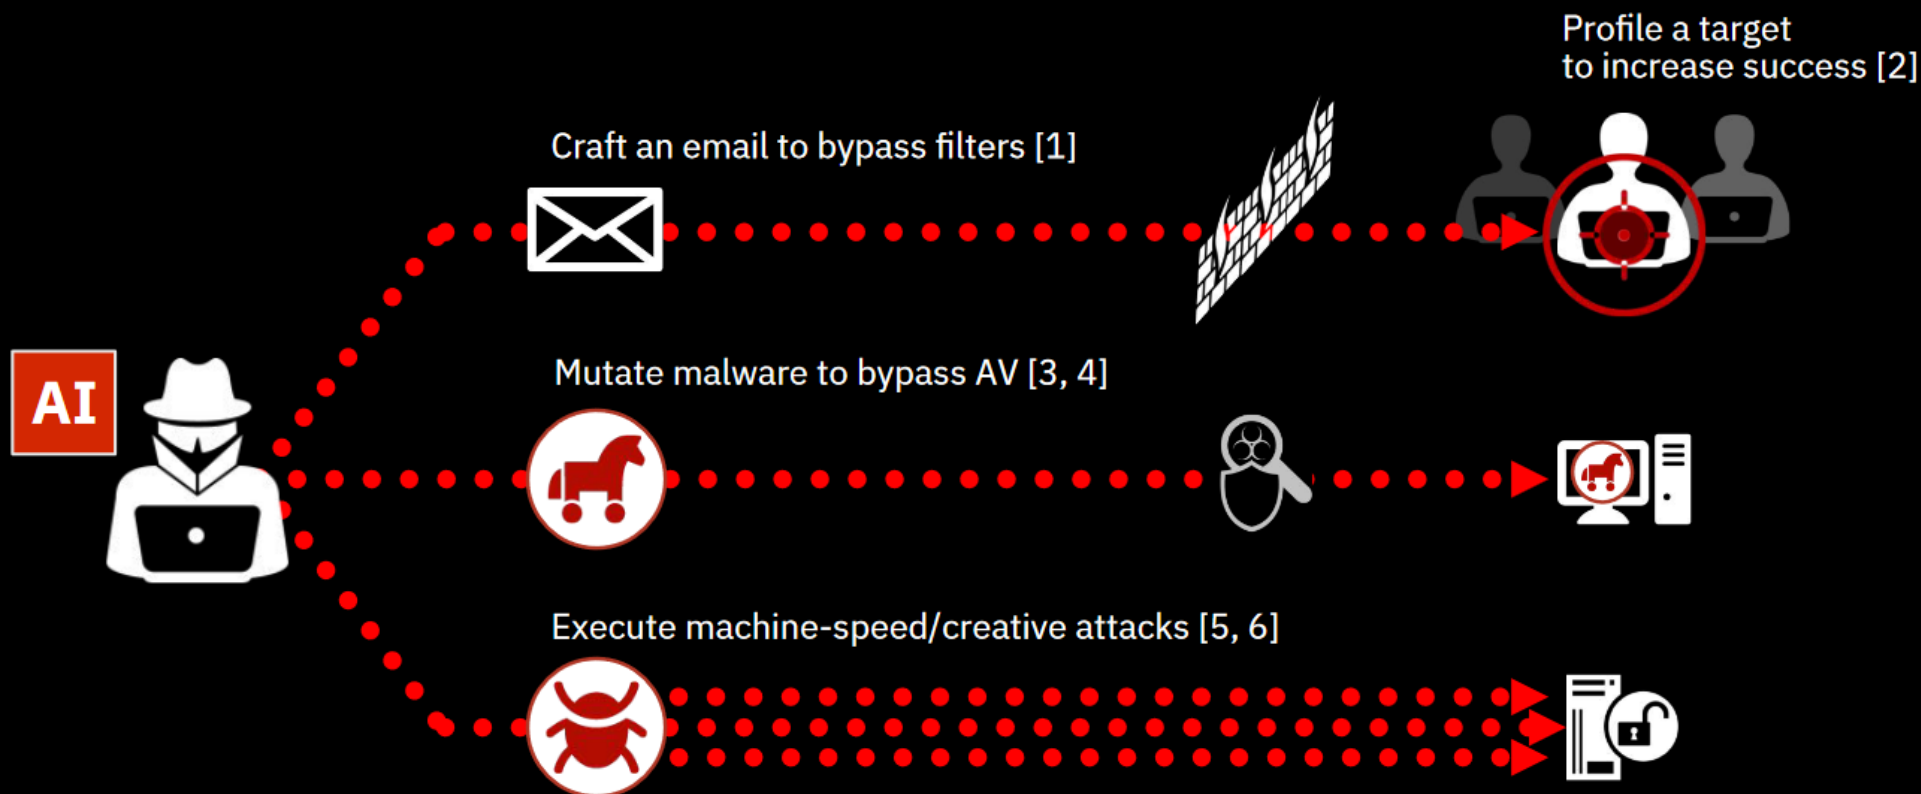 Profile a target
to increase success [2]
Craft an email to bypass filters [1]
Mutate malware to bypass AV [3, 4]
AI
Execute machine-speed/creative attacks [5, 6]